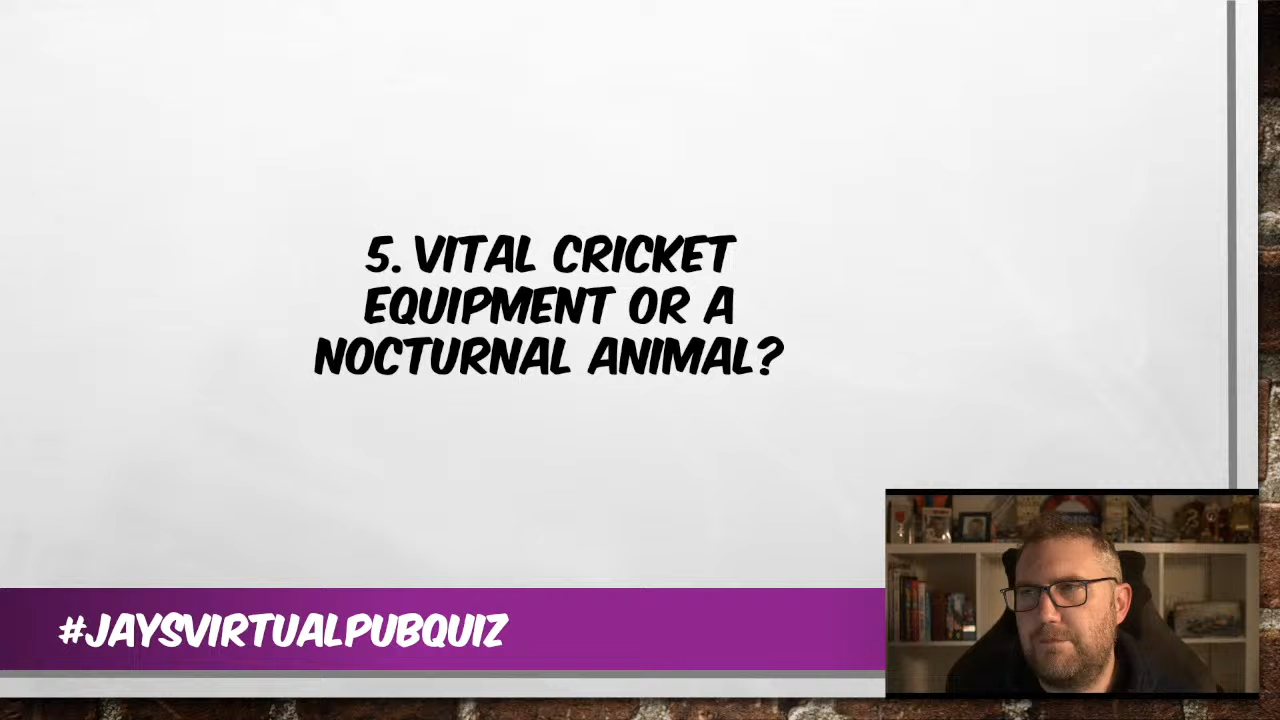 5. VITAL CRICKET
EQUIPMENT OR A
NOCTURNAL ANIMAL?
#JAYSVIRTUALPUBQUIZ